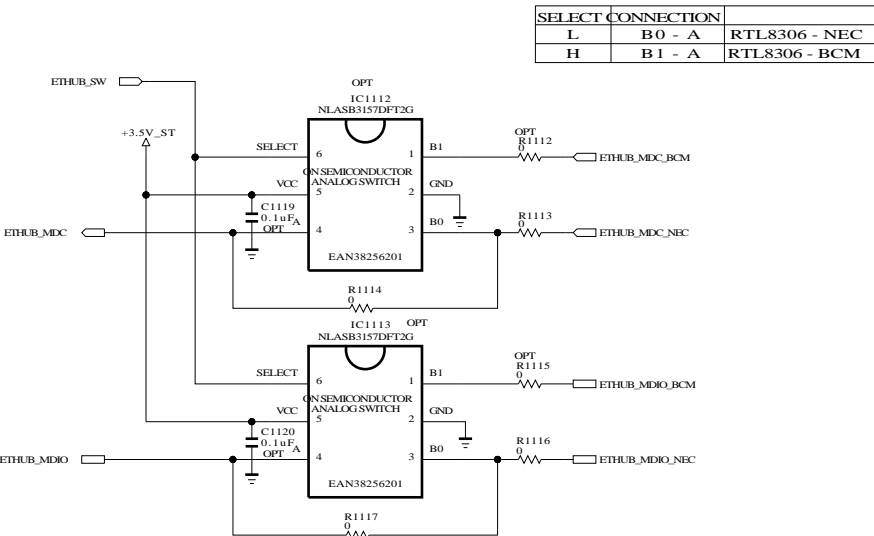 SELECT CONNECTION
L B0 - A RTL8306 - NEC
H B1 - A RTL8306 - BCM
ETHUB_SW
OPT
IC1112
NLASB3157DFT2G
+3.5V_ST
SELECT
6
1
B1
OPT
R1112
0
ETHUB_MDC_BCM
ON SEMICONDUCTOR
ANALOG SWITCH
VCC
5
2
GND
C1119
0.1uF
OPT
A
4
3
B0
R1113
0
ETHUB_MDC
ETHUB_MDC_NEC
EAN38256201
R1114
0
IC1113
OPT
NLASB3157DFT2G
SELECT
6
1
B1
OPT
R1115
0
ETHUB_MDIO_BCM
ON SEMICONDUCTOR
ANALOG SWITCH
VCC
5
2
GND
C1120
0.1uF
OPT
A
4
3
B0
R1116
0
ETHUB_MDIO
ETHUB_MDIO_NEC
EAN38256201
R1117
0